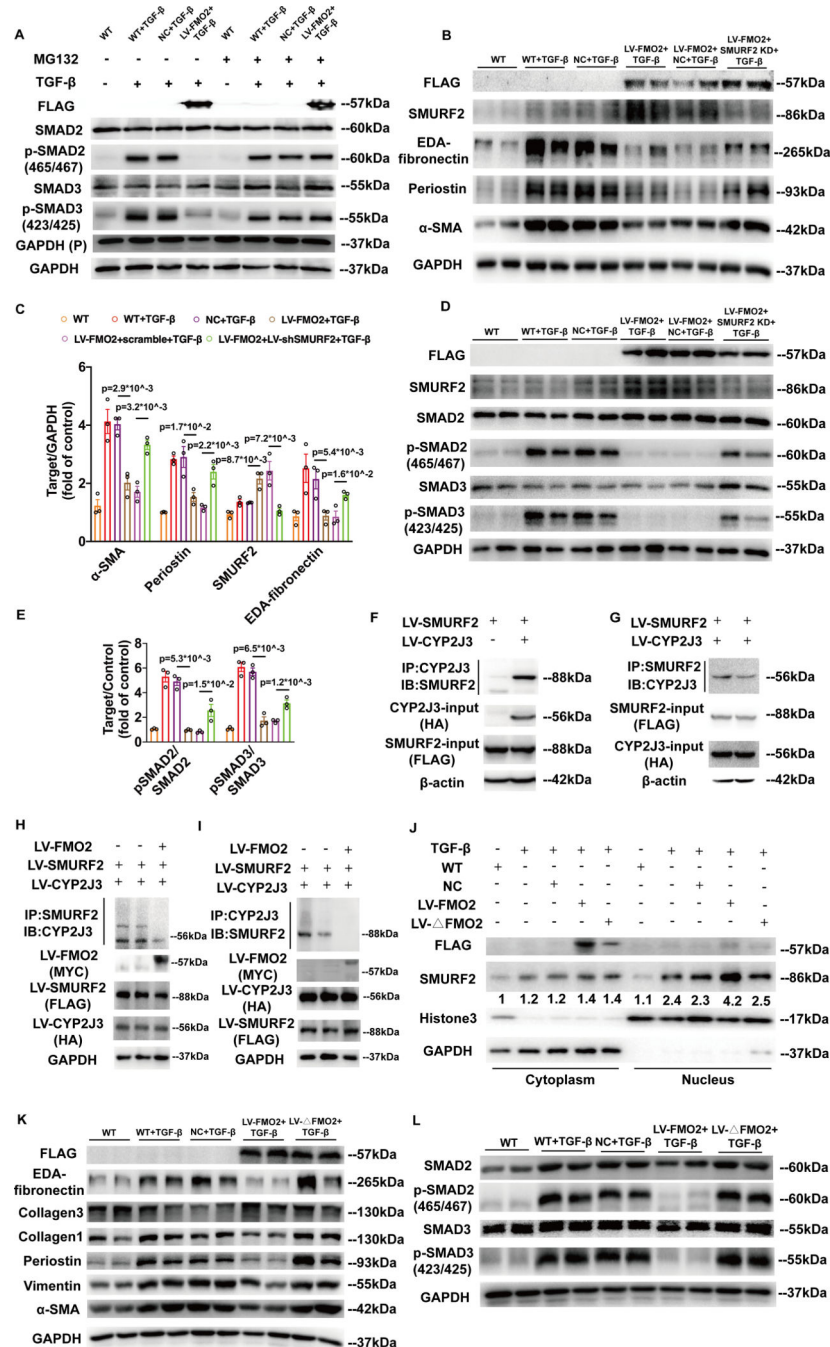 A
WT
WT+TGF-β
NC+TGF-β
LV-FMO2+
TGF-β
WT
WT+TGF-β
NC+TGF-β
LV-FMO2+
TGF-β
MG132 - - - - + + + +
TGF-β - + + + - + + +
FLAG --57kDa
SMAD2 --60kDa
p-SMAD2
(465/467) --60kDa
SMAD3 --55kDa
p-SMAD3
(423/425) --55kDa
GAPDH (P) --37kDa
GAPDH --37kDa
B
WT WT+TGF-β NC+TGF-β LV-FMO2+
TGF-β LV-FMO2+
NC+TGF-β LV-FMO2+
SMURF2 KD+
TGF-β
FLAG --57kDa
SMURF2 --86kDa
EDA-
fibronectin --265kDa
Periostin --93kDa
α-SMA --42kDa
GAPDH --37kDa
C
WT WT+TGF-β NC+TGF-β LV-FMO2+TGF-β
LV-FMO2+scramble+TGF-β LV-FMO2+LV-shSMURF2+TGF-β
Target/GAPDH
(fold of control)
6
4
2
0
p=2.9*10^-3
p=3.2*10^-3
p=1.7*10^-2
p=2.2*10^-3
p=8.7*10^-3
p=7.2*10^-3
p=5.4*10^-3
p=1.6*10^-2
α-SMA
Periostin
SMURF2
EDA-fibronectin
D
WT WT+TGF-β NC+TGF-β LV-FMO2+
TGF-β LV-FMO2+
NC+TGF-β LV-FMO2+
SMURF2 KD+
TGF-β
FLAG --57kDa
SMURF2 --86kDa
SMAD2 --60kDa
p-SMAD2
(465/467) --60kDa
SMAD3 --55kDa
p-SMAD3
(423/425) --55kDa
GAPDH --37kDa
E
Target/Control
(fold of control)
8
6
4
2
0
p=5.3*10^-3
p=1.5*10^-2
p=6.5*10^-3
p=1.2*10^-3
pSMAD2/
SMAD2
pSMAD3/
SMAD3
F
LV-SMURF2 + +
LV-CYP2J3 - +
IP:CYP2J3
IB:SMURF2 --88kDa
CYP2J3-input
(HA) --56kDa
SMURF2-input
(FLAG) --88kDa
β-actin --42kDa
G
LV-SMURF2 + +
LV-CYP2J3 + +
IP:SMURF2
IB:CYP2J3 --56kDa
SMURF2-input
(FLAG) --88kDa
CYP2J3-input
(HA) --56kDa
β-actin --42kDa
H
LV-FMO2 - - +
LV-SMURF2 + + +
LV-CYP2J3 + + +
IP:SMURF2
IB:CYP2J3 --56kDa
LV-FMO2
(MYC) --57kDa
LV-SMURF2
(FLAG) --88kDa
LV-CYP2J3
(HA) --56kDa
GAPDH --37kDa
I
LV-FMO2 - - +
LV-SMURF2 + + +
LV-CYP2J3 + + +
IP:CYP2J3
IB:SMURF2 --88kDa
LV-FMO2
(MYC) --57kDa
LV-CYP2J3
(HA) --56kDa
LV-SMURF2
(FLAG) --88kDa
GAPDH --37kDa
J
TGF-β - + + + + - + + + +
WT + - - - - + - - - -
NC - - + - - - - + - -
LV-FMO2 - - - + - - - - + -
LV-△FMO2 - - - - + - - - - +
FLAG --57kDa
SMURF2 --86kDa
1 1.2 1.2 1.4 1.4 1.1 2.4 2.3 4.2 2.5
Histone3 --17kDa
GAPDH --37kDa
Cytoplasm Nucleus
K
WT WT+TGF-β NC+TGF-β LV-FMO2+
TGF-β LV-△FMO2+
TGF-β
FLAG --57kDa
EDA-
fibronectin --265kDa
Collagen3 --130kDa
Collagen1 --130kDa
Periostin --93kDa
Vimentin --55kDa
α-SMA --42kDa
GAPDH --37kDa
L
WT WT+TGF-β NC+TGF-β LV-FMO2+
TGF-β LV-△FMO2+
TGF-β
SMAD2 --60kDa
p-SMAD2
(465/467) --60kDa
SMAD3 --55kDa
p-SMAD3
(423/425) --55kDa
GAPDH --37kDa